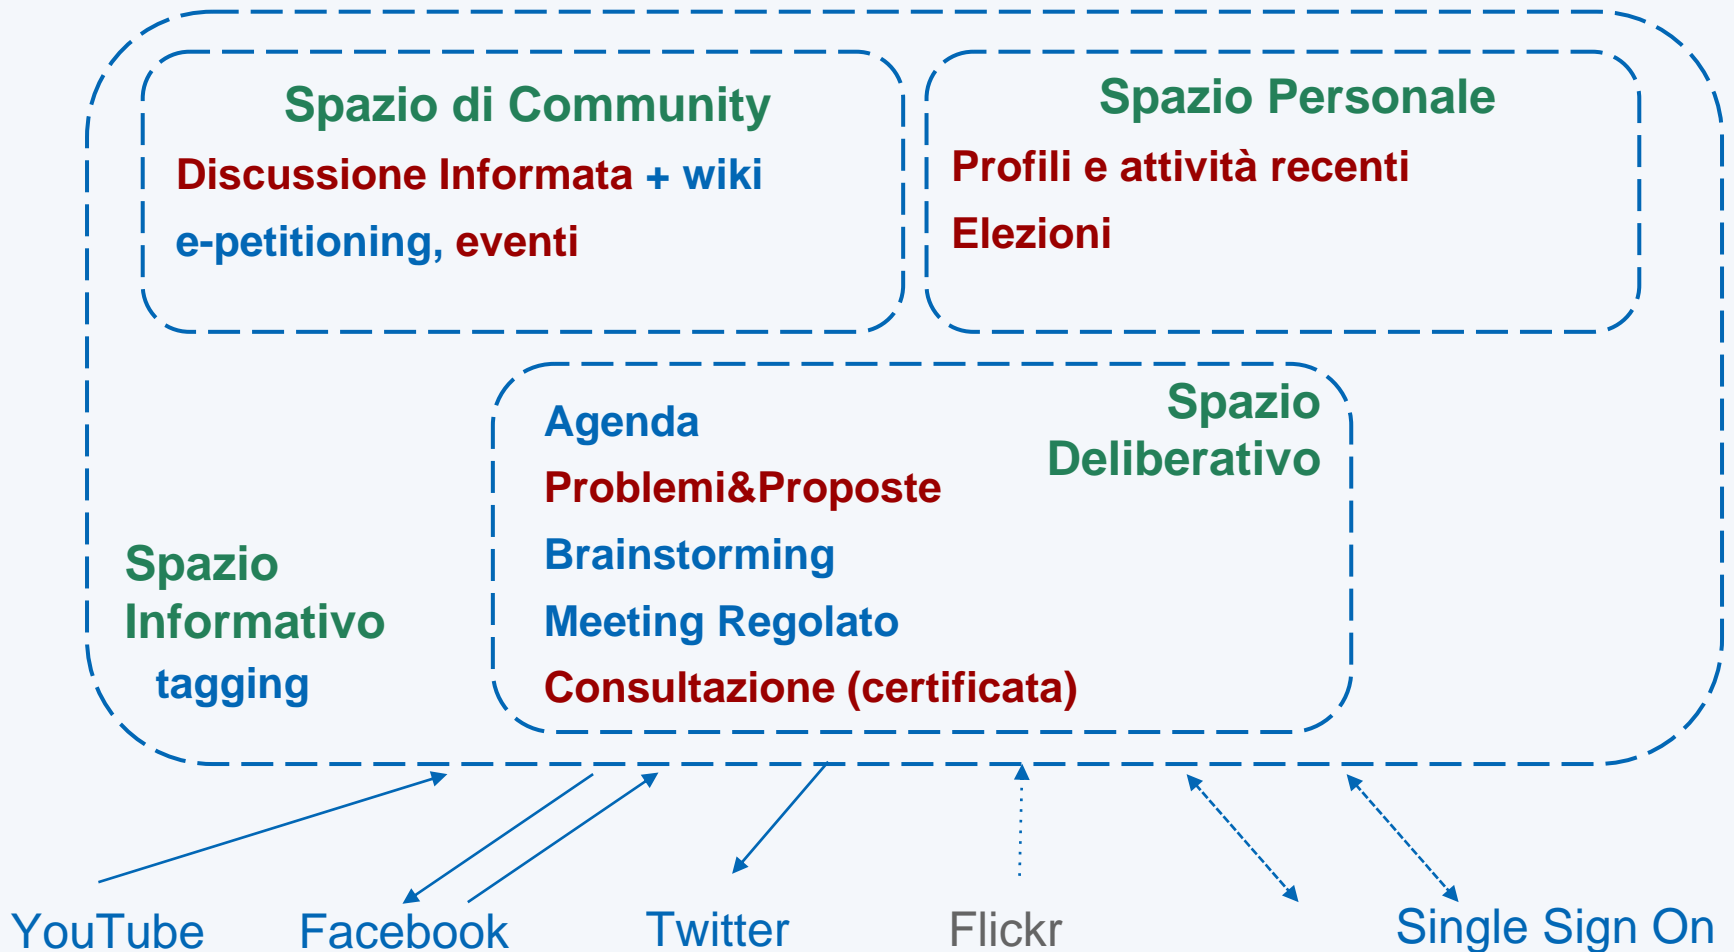 Spazio di Community
Discussione Informata + wiki
e-petitioning, eventi
Spazio Personale
Profili e attività recenti
Elezioni
Spazio
Deliberativo
Agenda
Problemi&Proposte
Brainstorming
Meeting Regolato
Consultazione (certificata)
Spazio
Informativo
tagging
YouTube
Facebook
Twitter
Flickr
Single Sign On